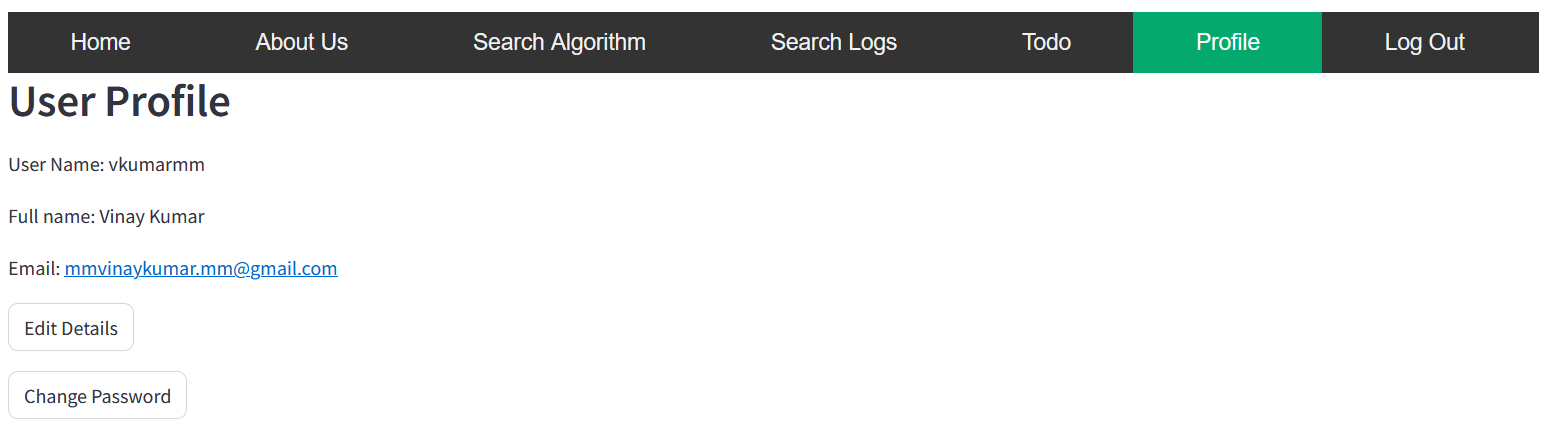 Home About Us Search Algorithm Search Logs Todo Profile Log Out
User Profile
User Name: vkumarmm
Full name: Vinay Kumar
Email: mmvinaykumar.mm@gmail.com
Edit Details
Change Password